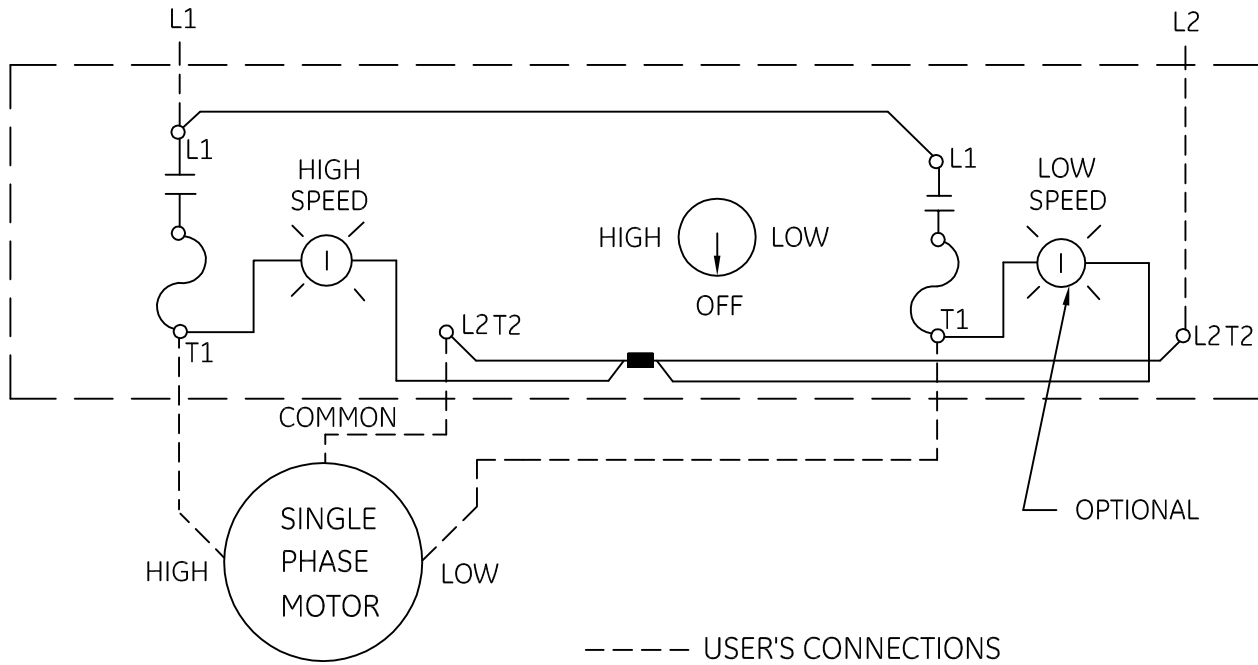 L1
L2
L1
L1
HIGH
SPEED
LOW
SPEED
HIGH
LOW
OFF
T1
L2 T2
T1
L2 T2
COMMON
SINGLE
PHASE
MOTOR
HIGH
LOW
OPTIONAL
USER'S CONNECTIONS